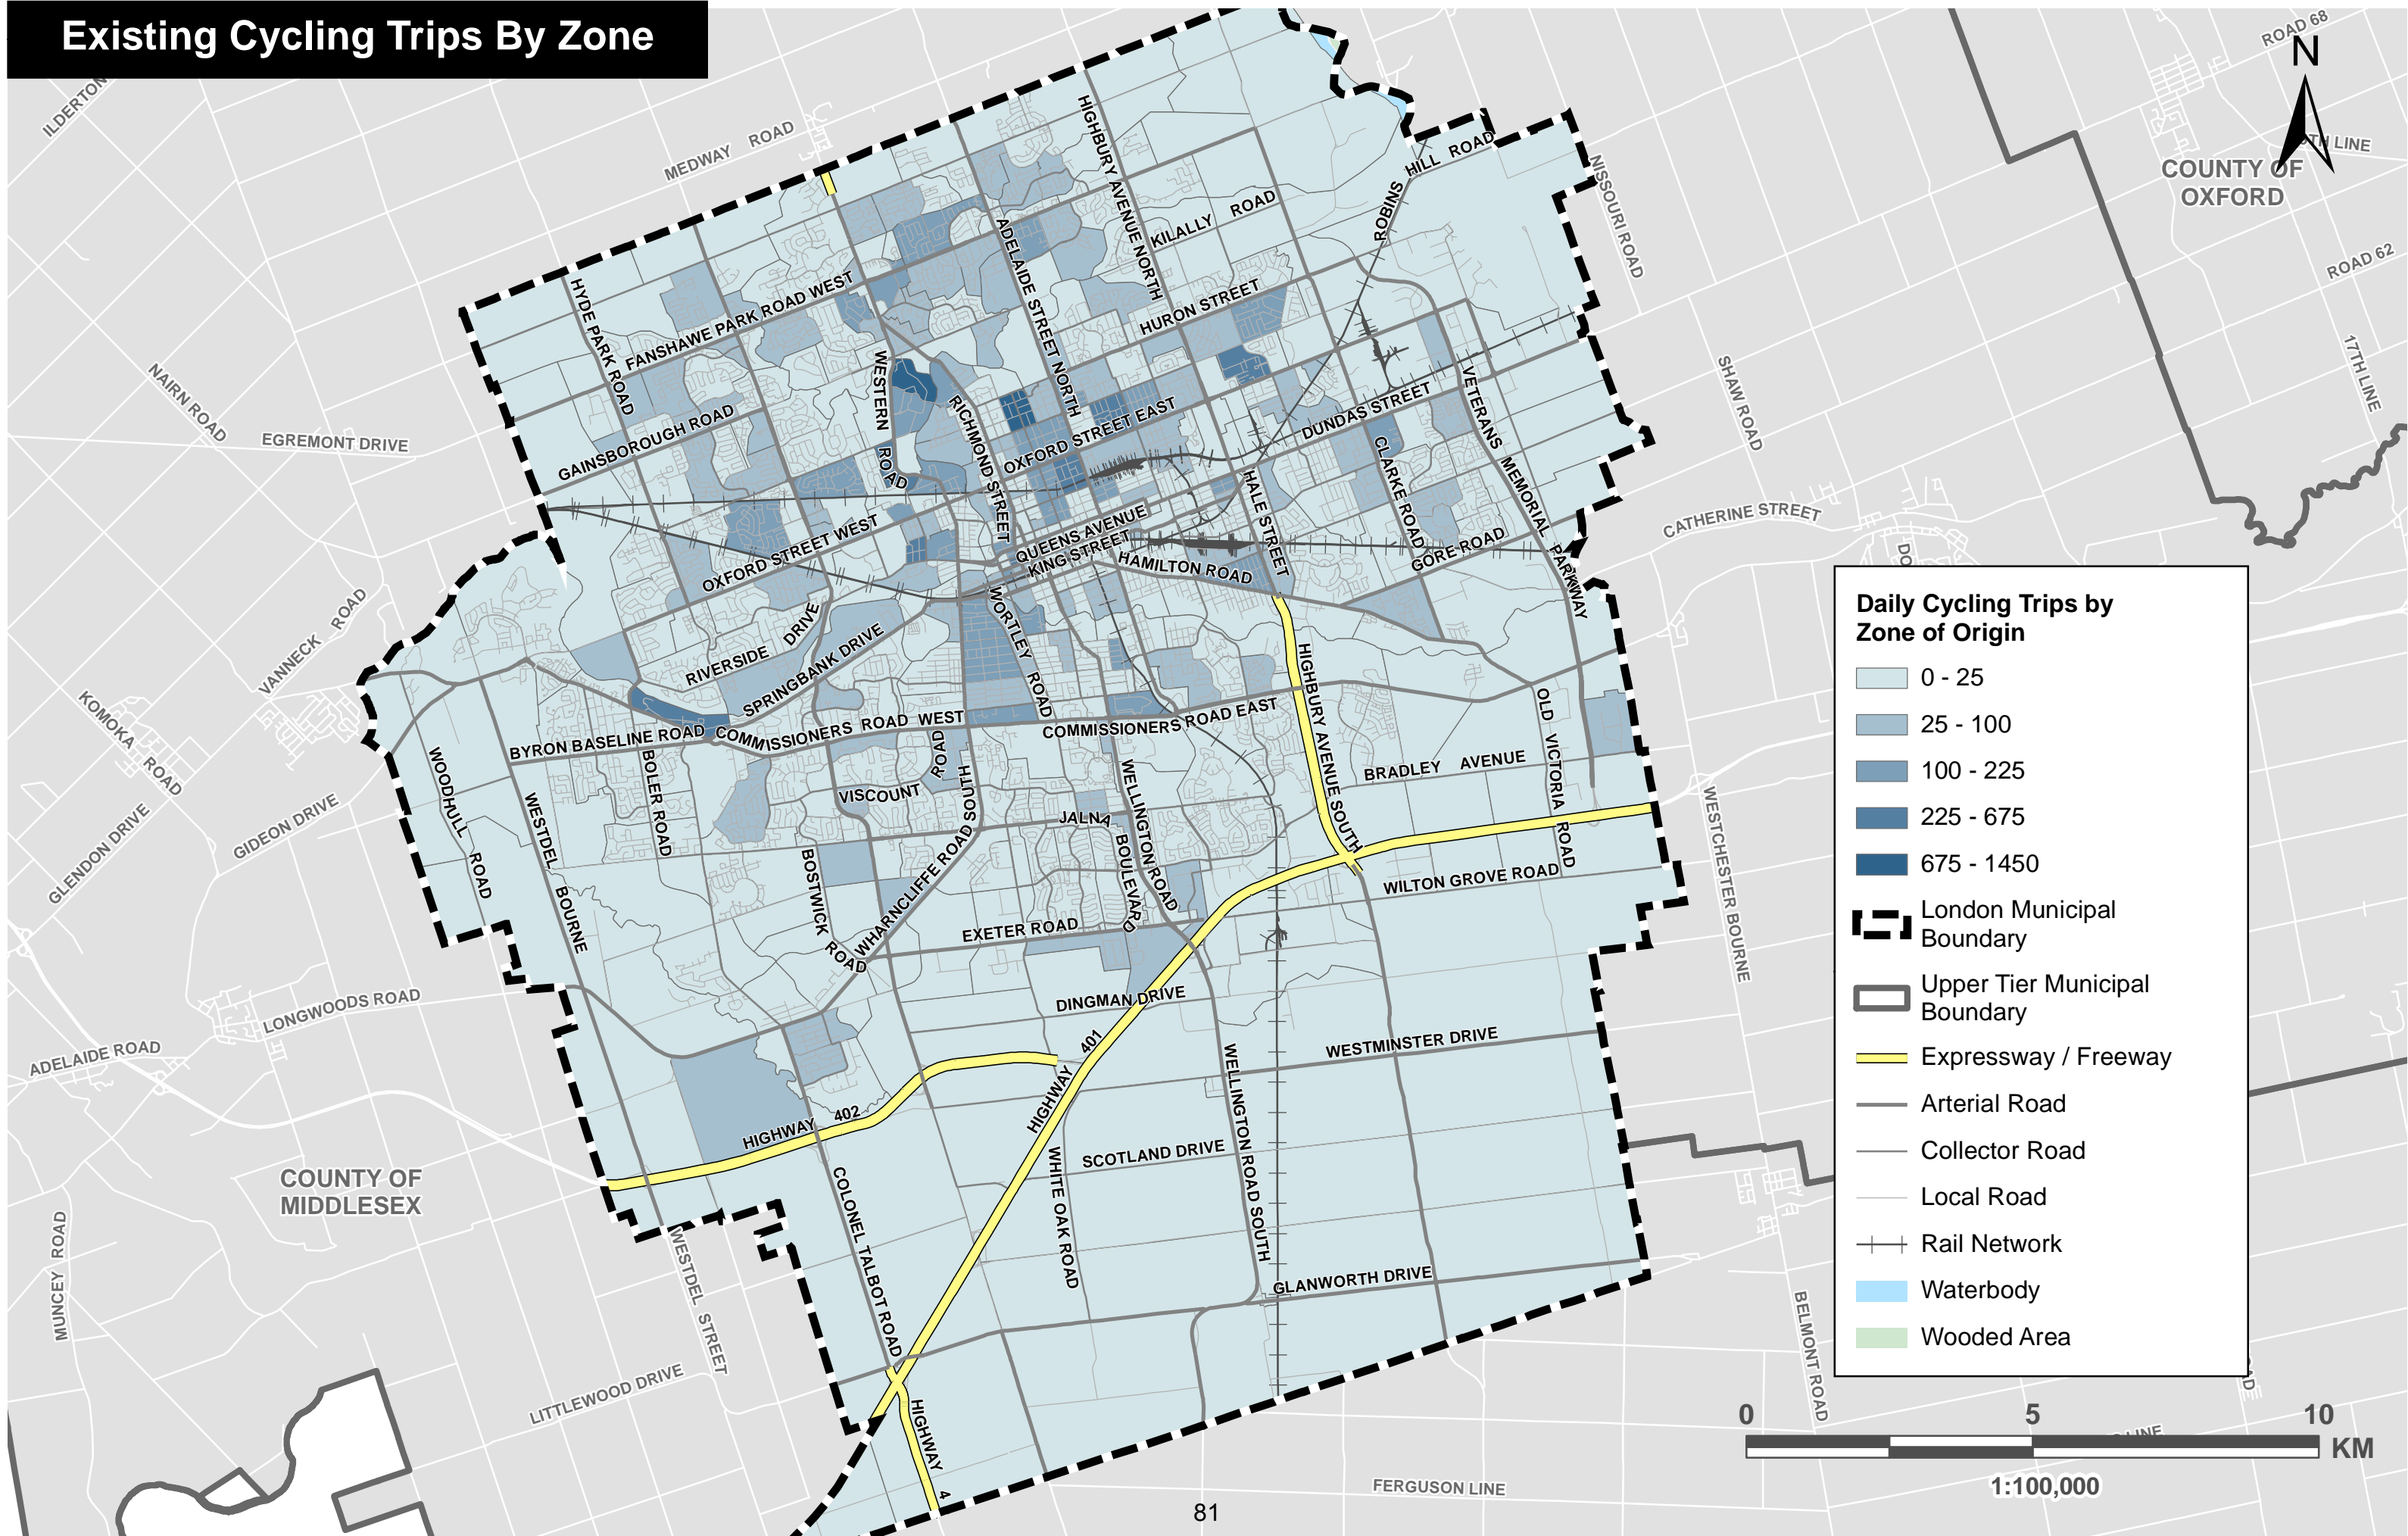 Existing Cycling Trips By Zone
ROAD 68
N
ILDERTON
MEDWAY ROAD
COUNTY OF
OXFORD
NISSOURI ROAD
ROAD 62
HIGHBURY AVENUE NORTH
ROBINS HILL ROAD
KILALLY ROAD
ADELAIDE STREET NORTH
HYDE PARK ROAD
FANSHAWE PARK ROAD WEST
HURON STREET
NAIRN ROAD
EGREMONT DRIVE
17TH LINE
SHAW ROAD
WESTERN ROAD
RICHMOND STREET
GAINSBOROUGH ROAD
OXFORD STREET EAST
DUNDAS STREET
VETERANS MEMORIAL PARKWAY
CLARKE ROAD
HALE STREET
CATHERINE STREET
OXFORD STREET WEST
QUEENS AVENUE
KING STREET
HAMILTON ROAD
GORE ROAD
VANNECK ROAD
RIVERSIDE DRIVE
SPRINGBANK DRIVE
WORTLEY ROAD
KOMOKA ROAD
BYRON BASELINE ROAD
COMMISSIONERS ROAD WEST
COMMISSIONERS ROAD EAST
HIGHBURY AVENUE SOUTH
OLD VICTORIA ROAD
BRADLEY AVENUE
WOODHULL ROAD
WESTDEL BOURNE
BOLER ROAD
VISCOUNT ROAD
JALNA BOULEVARD
WELLINGTON ROAD
GIDEON DRIVE
GLENDON DRIVE
BOSTWICK ROAD
WHARNCLIFFE ROAD SOUTH
WILTON GROVE ROAD
WESTCHESTER BOURNE
EXETER ROAD
LONGWOODS ROAD
ADELAIDE ROAD
DINGMAN DRIVE
WESTMINSTER DRIVE
HIGHWAY 401
HIGHWAY 402
WELLINGTON ROAD SOUTH
SCOTLAND DRIVE
WHITE OAK ROAD
COLONEL TALBOT ROAD
COUNTY OF
MIDDLESEX
MUNCEY ROAD
WESTDEL STREET
GLANWORTH DRIVE
LITTLEWOOD DRIVE
HIGHWAY 4
BELMONT ROAD
FERGUSON LINE
Daily Cycling Trips by
Zone of Origin
0 - 25
25 - 100
100 - 225
225 - 675
675 - 1450
London Municipal
Boundary
Upper Tier Municipal
Boundary
Expressway / Freeway
Arterial Road
Collector Road
Local Road
Rail Network
Waterbody
Wooded Area
0 5 10
KM
1:100,000
81